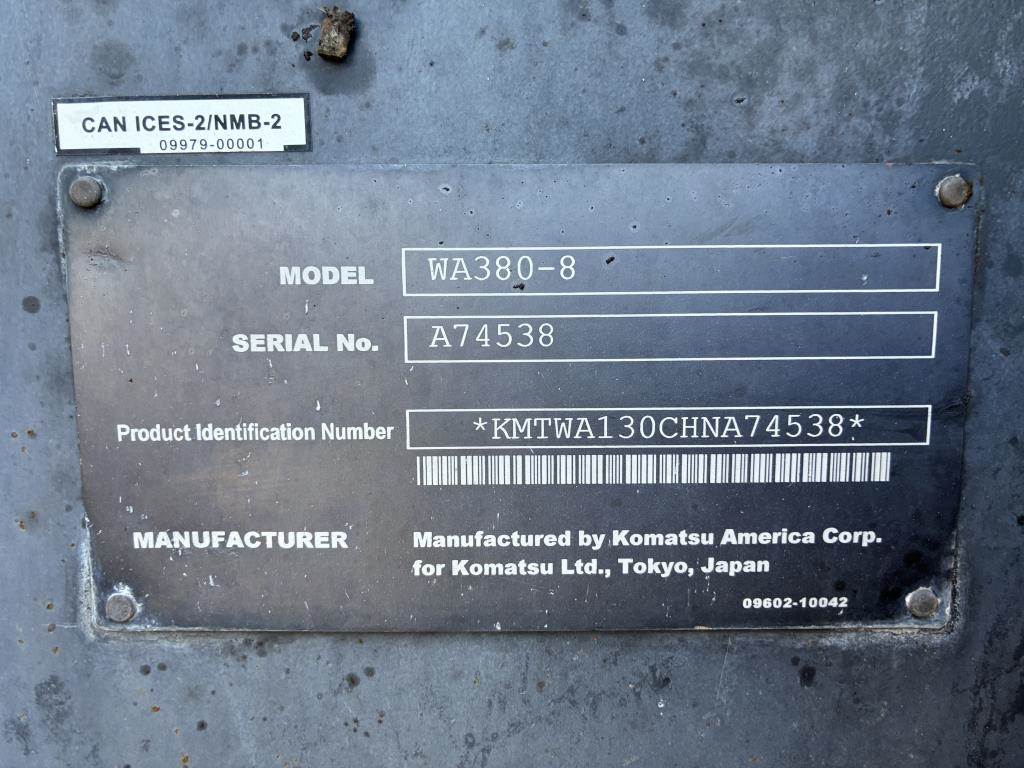 CAN ICES-2/NMB-2
09979-00001
MODEL WA380-8
SERIAL No. A74538
Product Identification Number *KMTWA130CHNA74538*
MANUFACTURER Manufactured by Komatsu America Corp.
for Komatsu Ltd., Tokyo, Japan
09602-10042